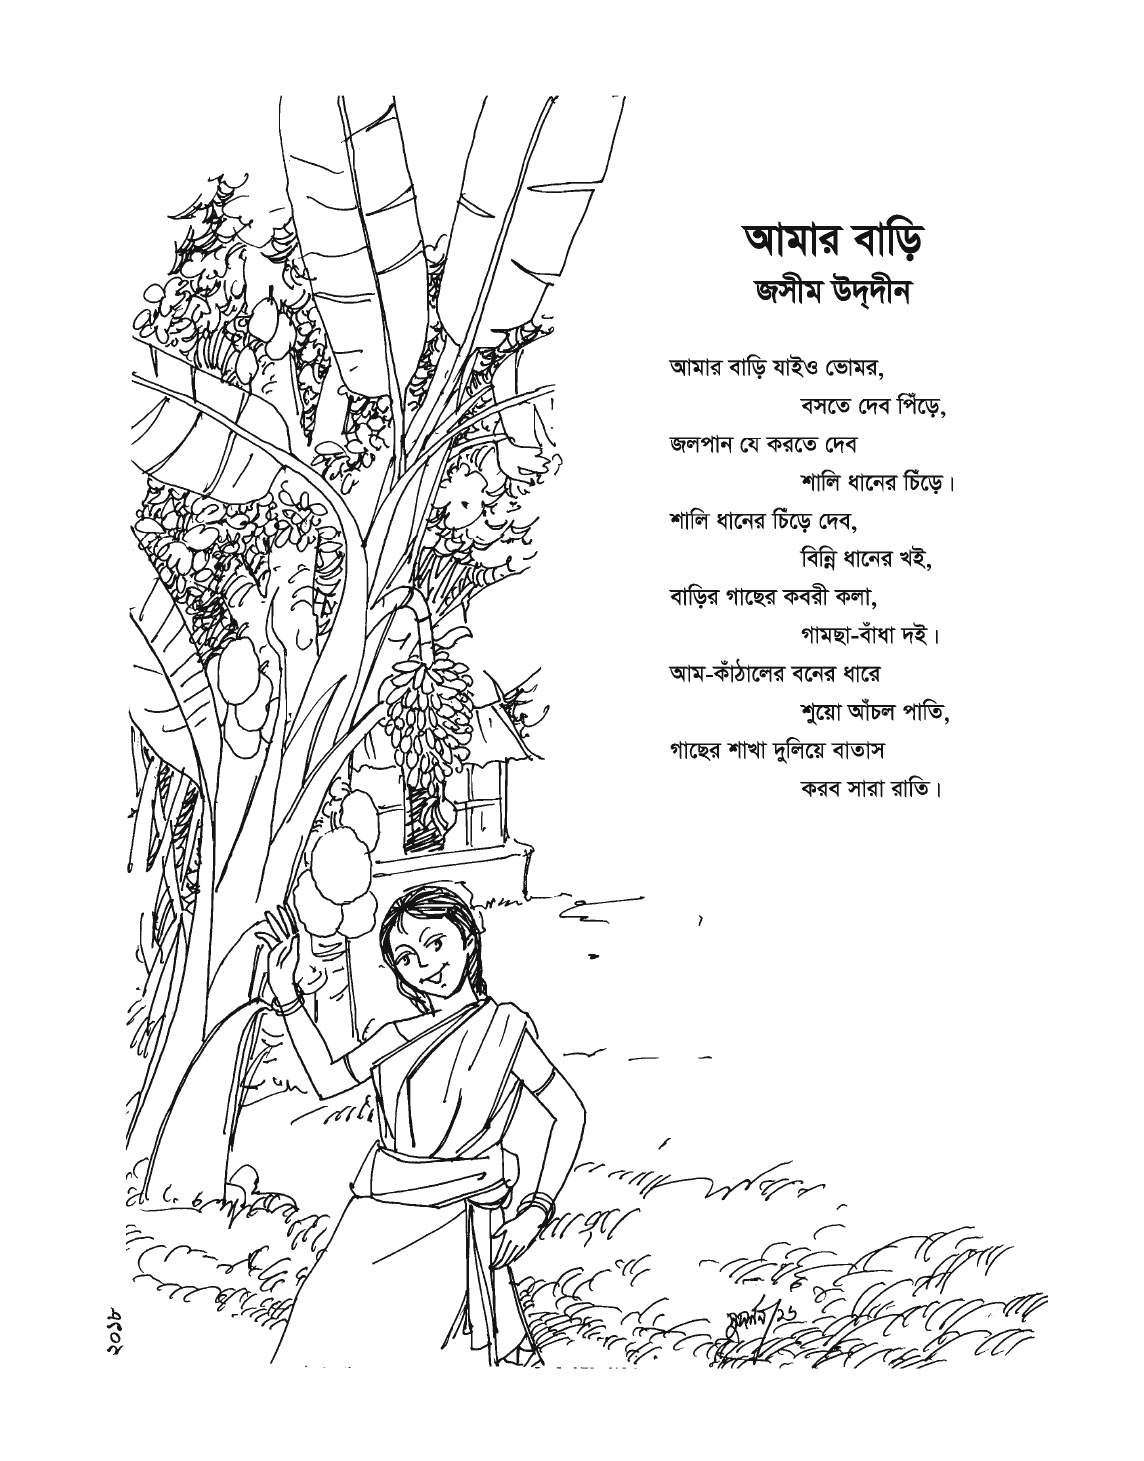 আমার বাড়ি
জসীম উদ্‌দীন
আমার বাড়ি যাইও ভোমর,
বসতে দেব পিঁড়ে,
জলপান যে করতে দেব
শালি ধানের চিঁড়ে।
শালি ধানের চিঁড়ে দেব,
বিন্নি ধানের খই,
বাড়ির গাছের কবরী কলা,
গামছা-বাঁধা দই।
আম-কাঁঠালের বনের ধারে
শুয়ো আঁচল পাতি,
গাছের শাখা দুলিয়ে বাতাস
করব সারা রাতি।
২০১৮